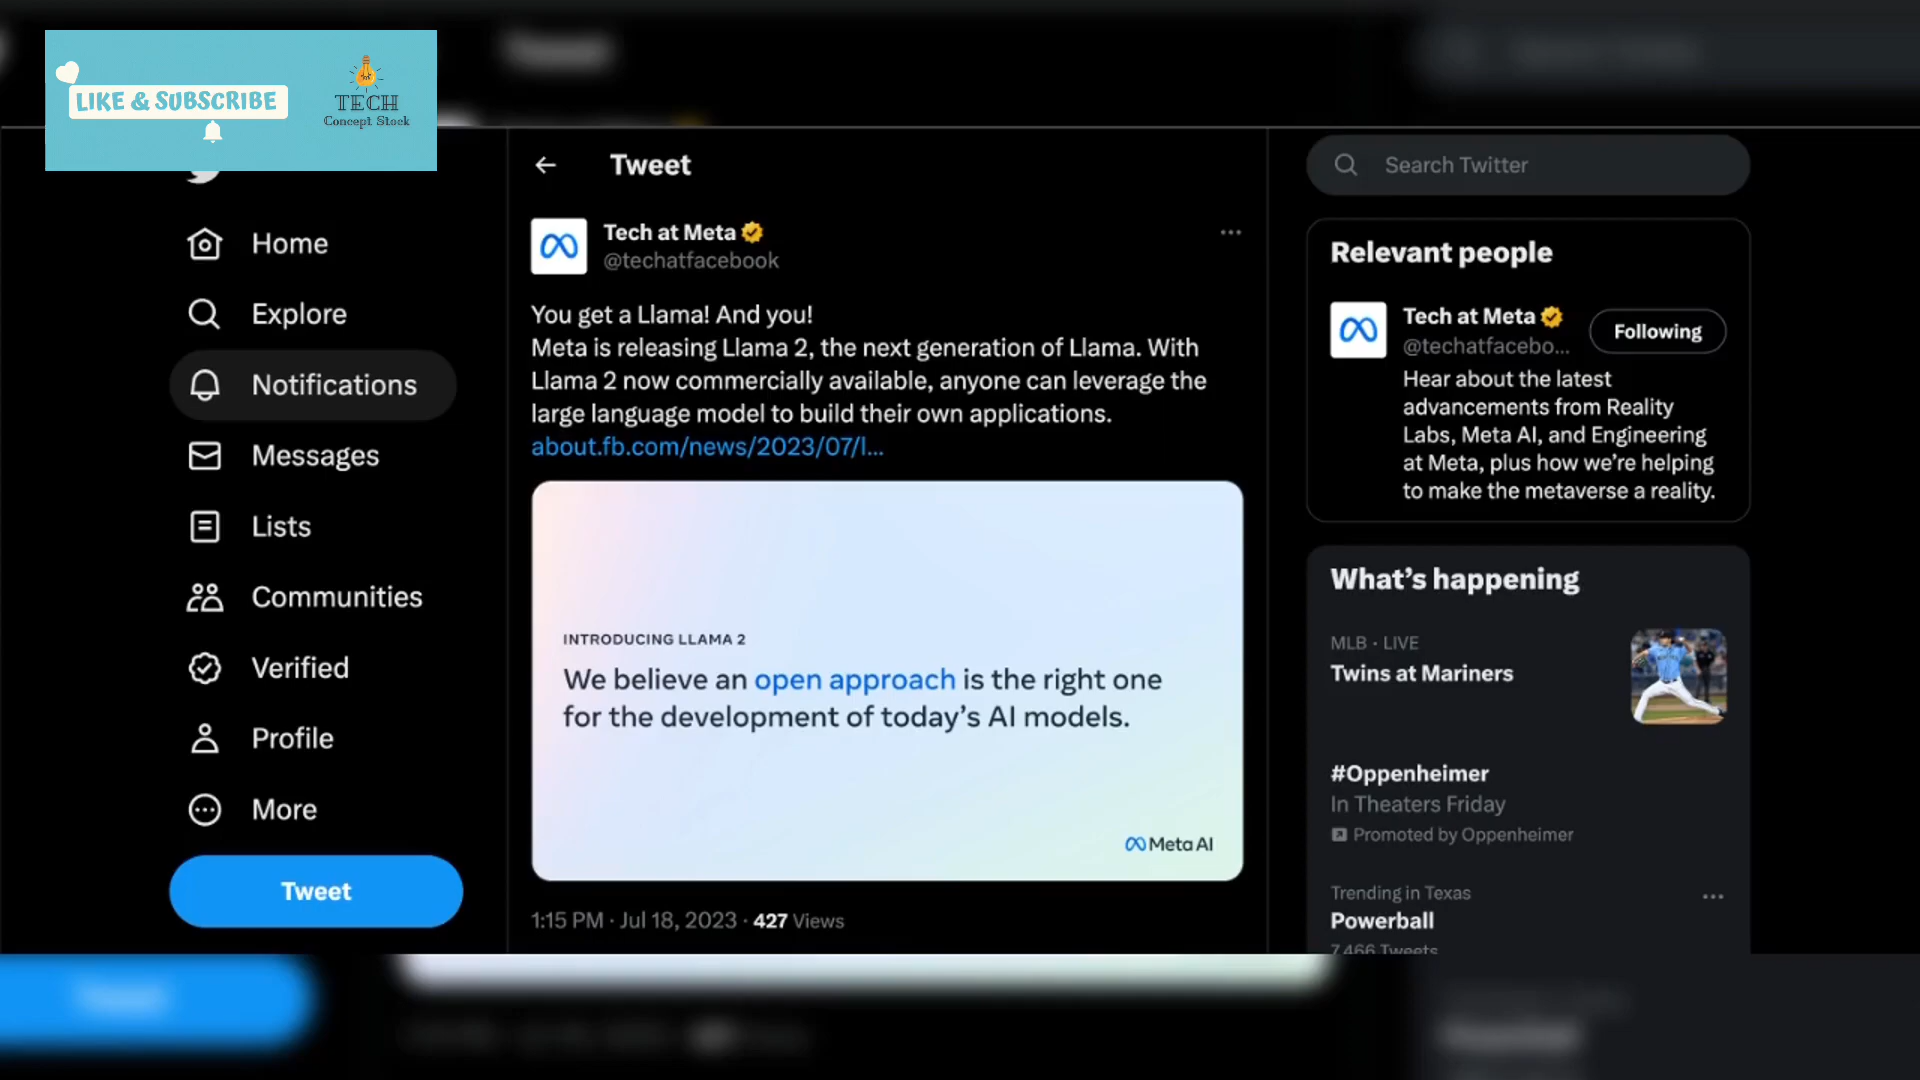 LIKE & SUBSCRIBE
TECH
Concept Stock
Home
Explore
Notifications
Messages
Lists
Communities
Verified
Profile
More
Tweet
Tweet
Tech at Meta
@techatfacebook
You get a Llama! And you!
Meta is releasing Llama 2, the next generation of Llama. With
Llama 2 now commercially available, anyone can leverage the
large language model to build their own applications.
about.fb.com/news/2023/07/l...
INTRODUCING LLAMA 2
We believe an open approach is the right one
for the development of today's AI models.
Meta AI
1:15 PM · Jul 18, 2023 · 427 Views
Search Twitter
Relevant people
Tech at Meta
@techatfacebo...
Following
Hear about the latest
advancements from Reality
Labs, Meta AI, and Engineering
at Meta, plus how we're helping
to make the metaverse a reality.
What's happening
MLB · LIVE
Twins at Mariners
#Oppenheimer
In Theaters Friday
Promoted by Oppenheimer
Trending in Texas
Powerball
7,466 Tweets